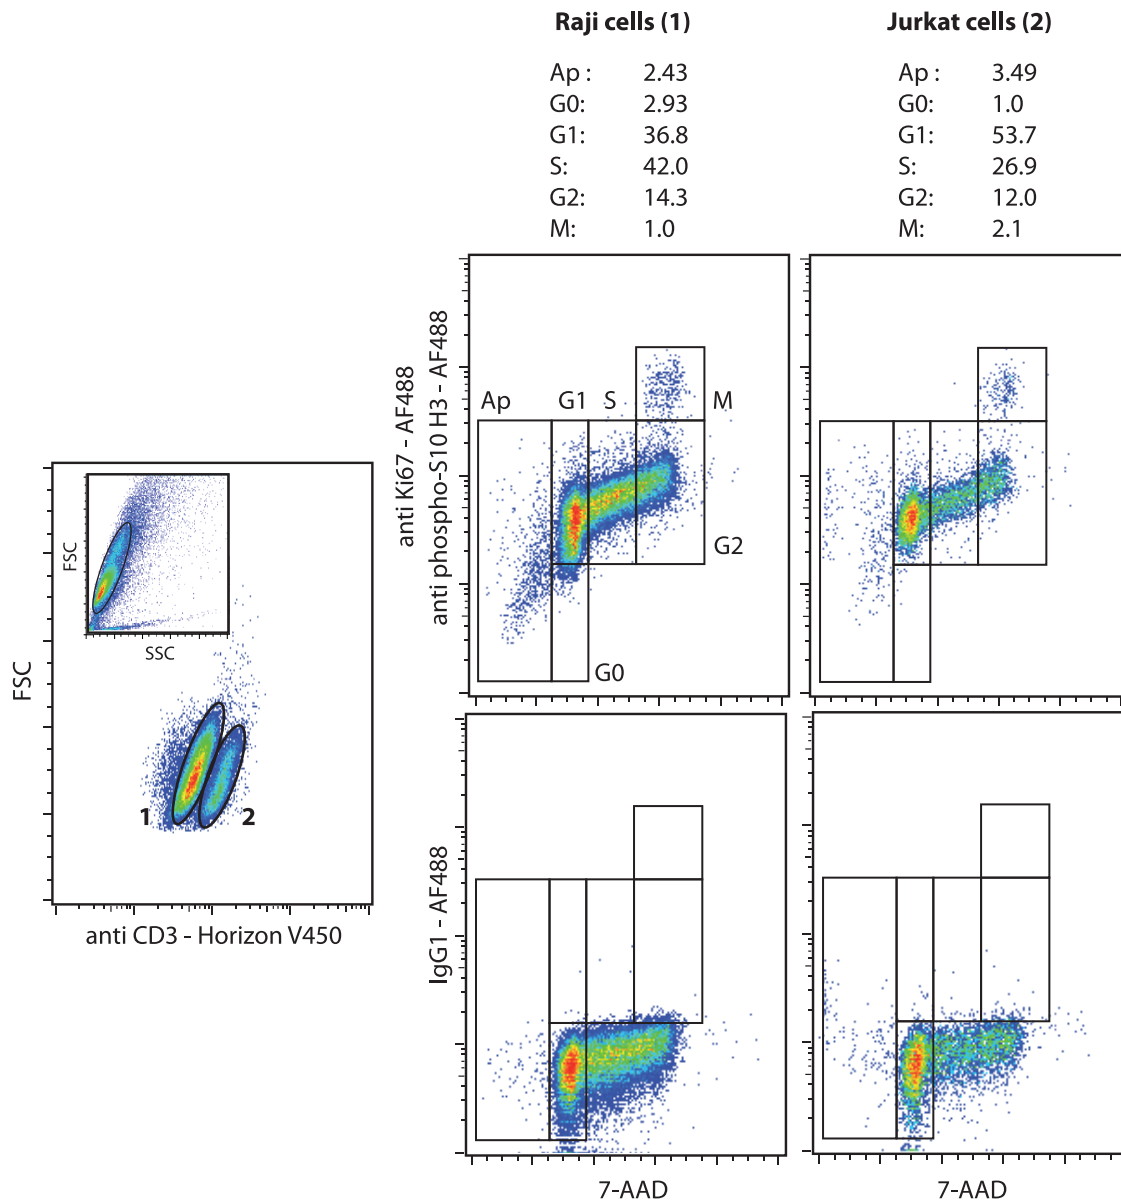 Raji cells (1)
Ap : 2.43
G0: 2.93
G1: 36.8
S: 42.0
G2: 14.3
M: 1.0
Jurkat cells (2)
Ap : 3.49
G0: 1.0
G1: 53.7
S: 26.9
G2: 12.0
M: 2.1
anti Ki67 - AF488
anti phospho-S10 H3 - AF488
Ap G1 S M
G2
G0
FSC
SSC
FSC
1 2
anti CD3 - Horizon V450
IgG1 - AF488
7-AAD
7-AAD